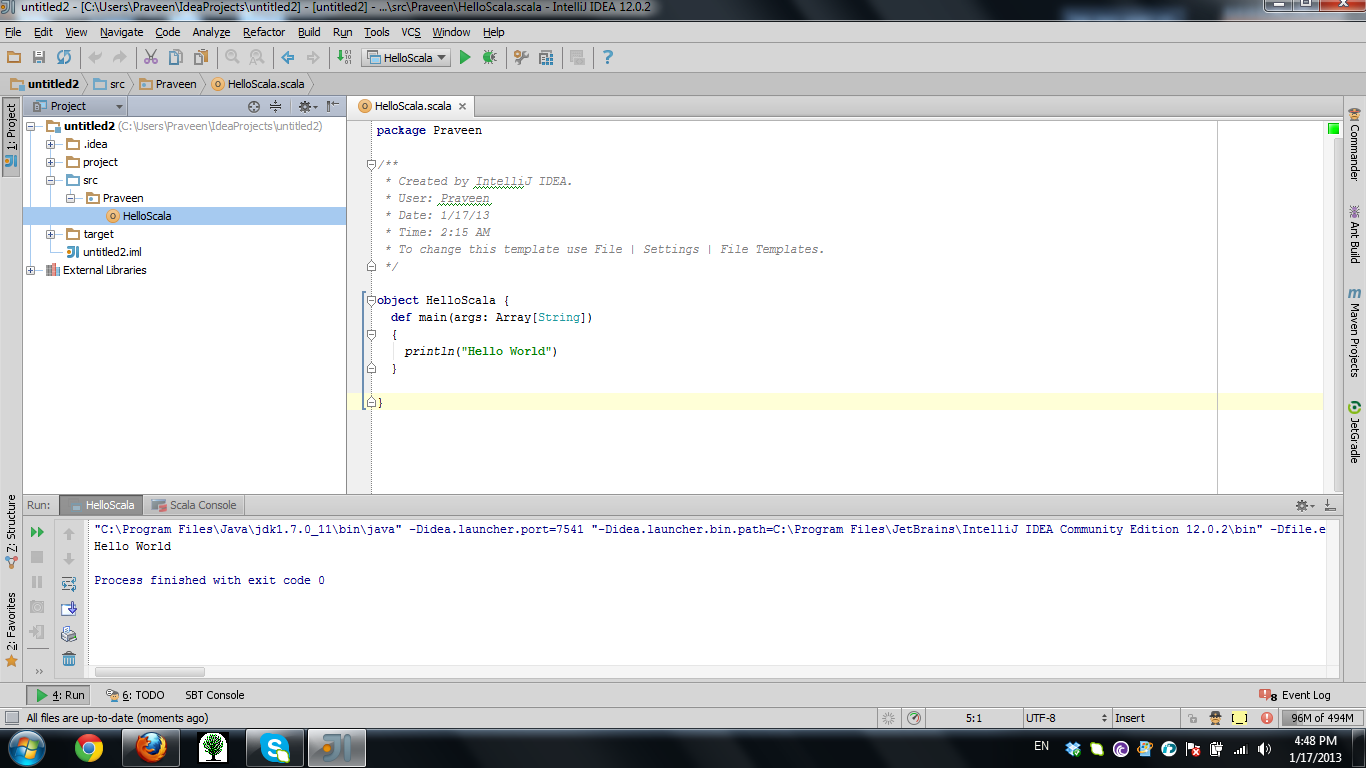 untitled2 - [C:\Users\Praveen\IdeaProjects\untitled2] - [untitled2] - ...\src\Praveen\HelloScala.scala - IntelliJ IDEA 12.0.2
File Edit View Navigate Code Analyze Refactor Build Run Tools VCS Window Help
HelloScala
untitled2 src Praveen HelloScala.scala
1: Project
Project
untitled2 (C:\Users\Praveen\IdeaProjects\untitled2)
.idea
project
src
Praveen
HelloScala
target
untitled2.iml
External Libraries
HelloScala.scala
package Praveen
/**
* Created by IntelliJ IDEA.
* User: Praveen
* Date: 1/17/13
* Time: 2:15 AM
* To change this template use File | Settings | File Templates.
*/
object HelloScala {
def main(args: Array[String])
{
println("Hello World")
}
}
Commander
Ant Build
Maven Projects
JetGradle
7: Structure
2: Favorites
Run: HelloScala Scala Console
"C:\Program Files\Java\jdk1.7.0_11\bin\java" -Didea.launcher.port=7541 "-Didea.launcher.bin.path=C:\Program Files\JetBrains\IntelliJ IDEA Community Edition 12.0.2\bin" -Dfile.e
Hello World
Process finished with exit code 0
4: Run 6: TODO SBT Console 8 Event Log
All files are up-to-date (moments ago) 5:1 UTF-8 Insert 96M of 494M
EN
4:48 PM
1/17/2013